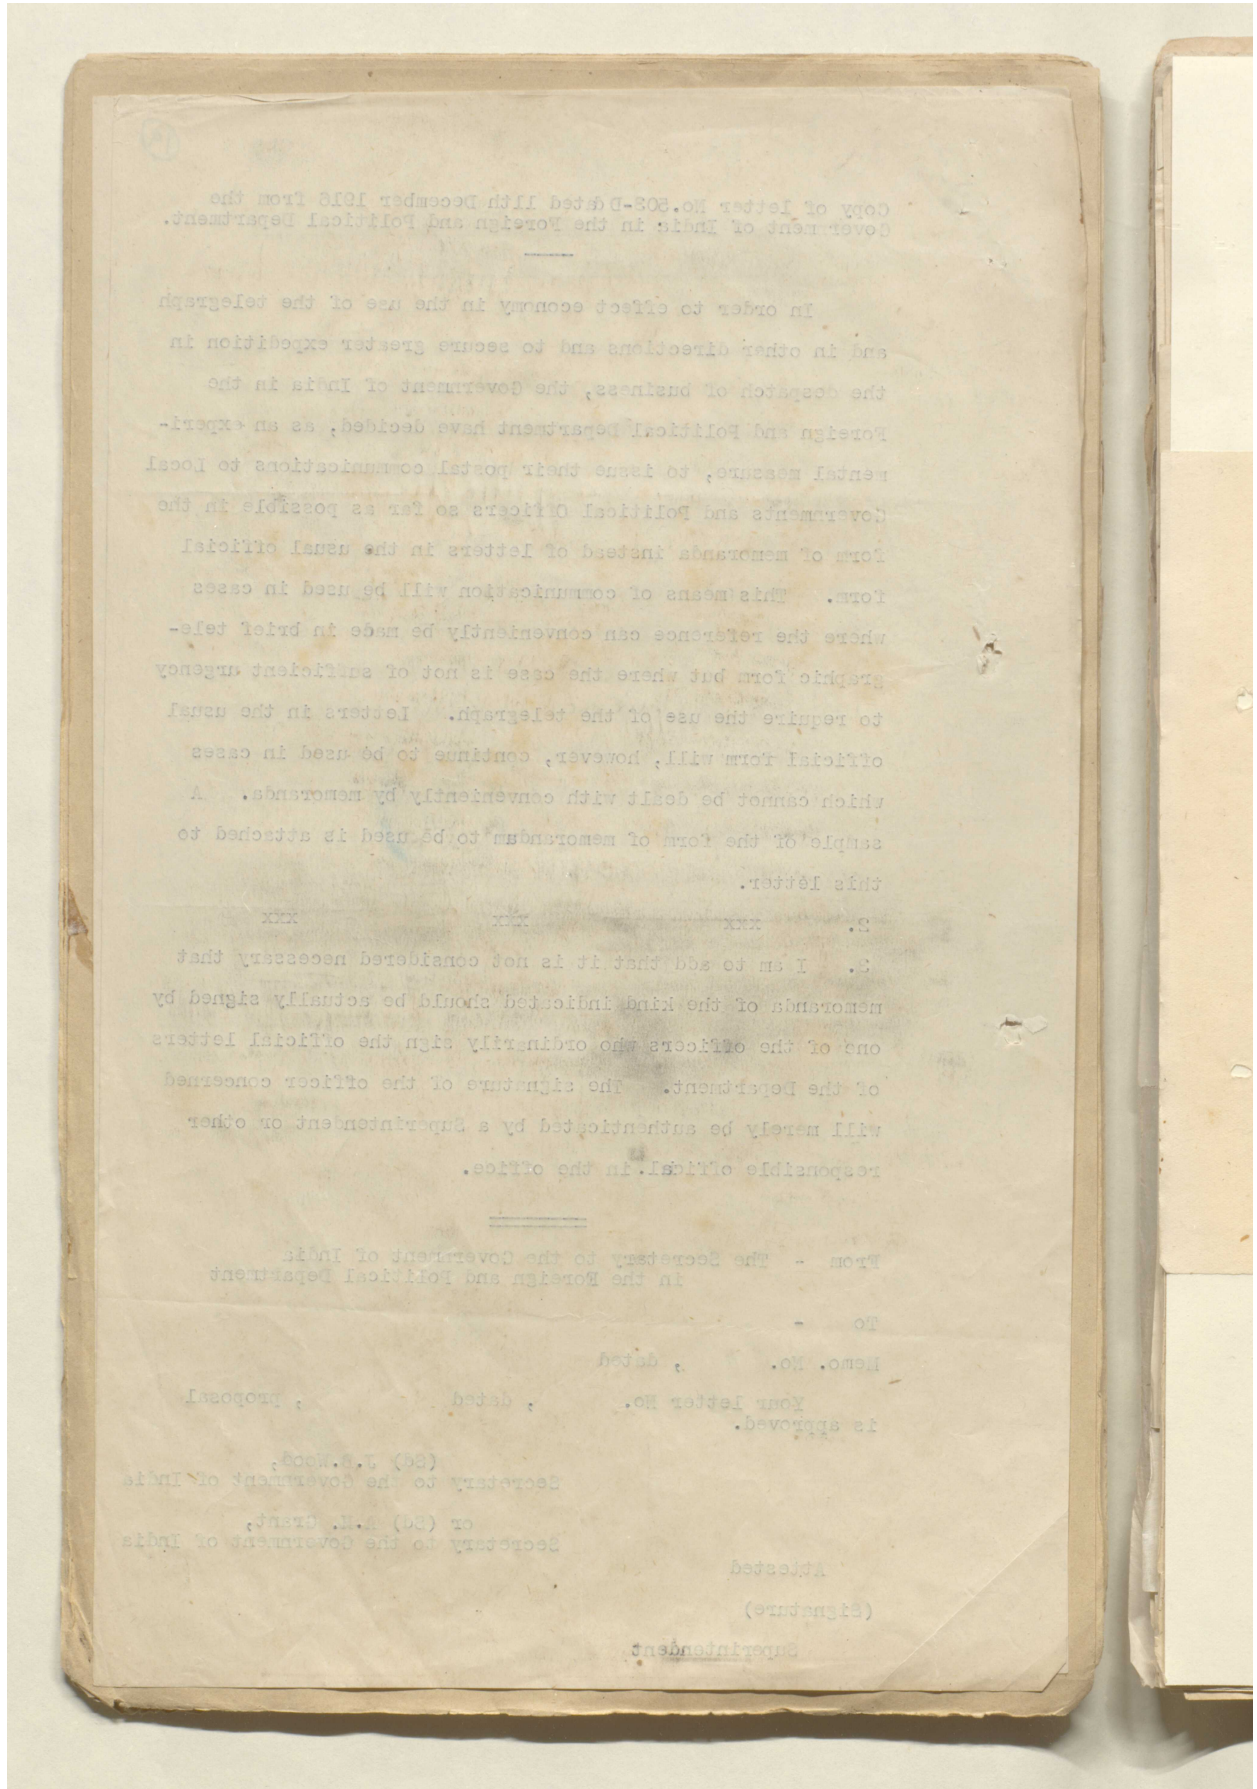 Copy of letter No.502-D dated 11th December 1916 from the
Government of India in the Foreign and Political Department.
In order to effect economy in the use of the telegraph
and in other directions and to secure greater expedition in
the despatch of business, the Government of India in the
Foreign and Political Department have decided, as an experi-
mental measure, to issue their postal communications to Local
Governments and Political Officers so far as possible in the
form of memoranda instead of letters in the usual official
form. This means of communication will be used in cases
where the reference can conveniently be made in brief tele-
graphic form but where the case is not of sufficient urgency
to require the use of the telegraph. Letters in the usual
official form will, however, continue to be used in cases
which cannot be dealt with conveniently by memoranda. A
sample of the form of memorandum to be used is attached to
this letter.
2. xxx xxx xxx
3. I am to add that it is not considered necessary that
memoranda of the kind indicated should be actually signed by
one of the officers who ordinarily sign the official letters
of the Department. The signature of the officer concerned
will merely be authenticated by a Superintendent or other
responsible official in the office.
From - The Secretary to the Government of India
in the Foreign and Political Department
To -
Memo. No. , dated
Your letter No. , dated , proposal
is approved.
(Sd) J.B.Wood,
Secretary to the Government of India
or (Sd) A.H. Grant,
Secretary to the Government of India
Attested
(Signature)
Superintendent